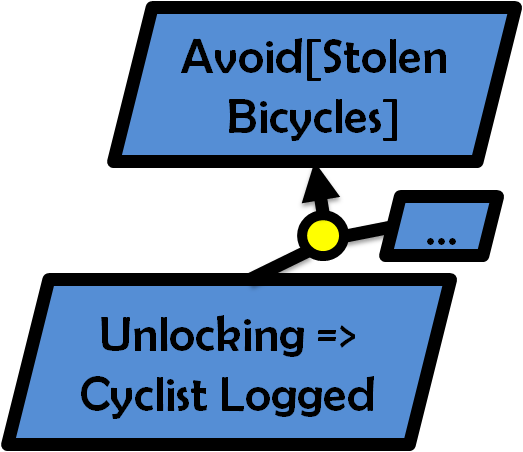 Avoid[Stolen
Bicycles]
...
Unlocking =>
Cyclist Logged